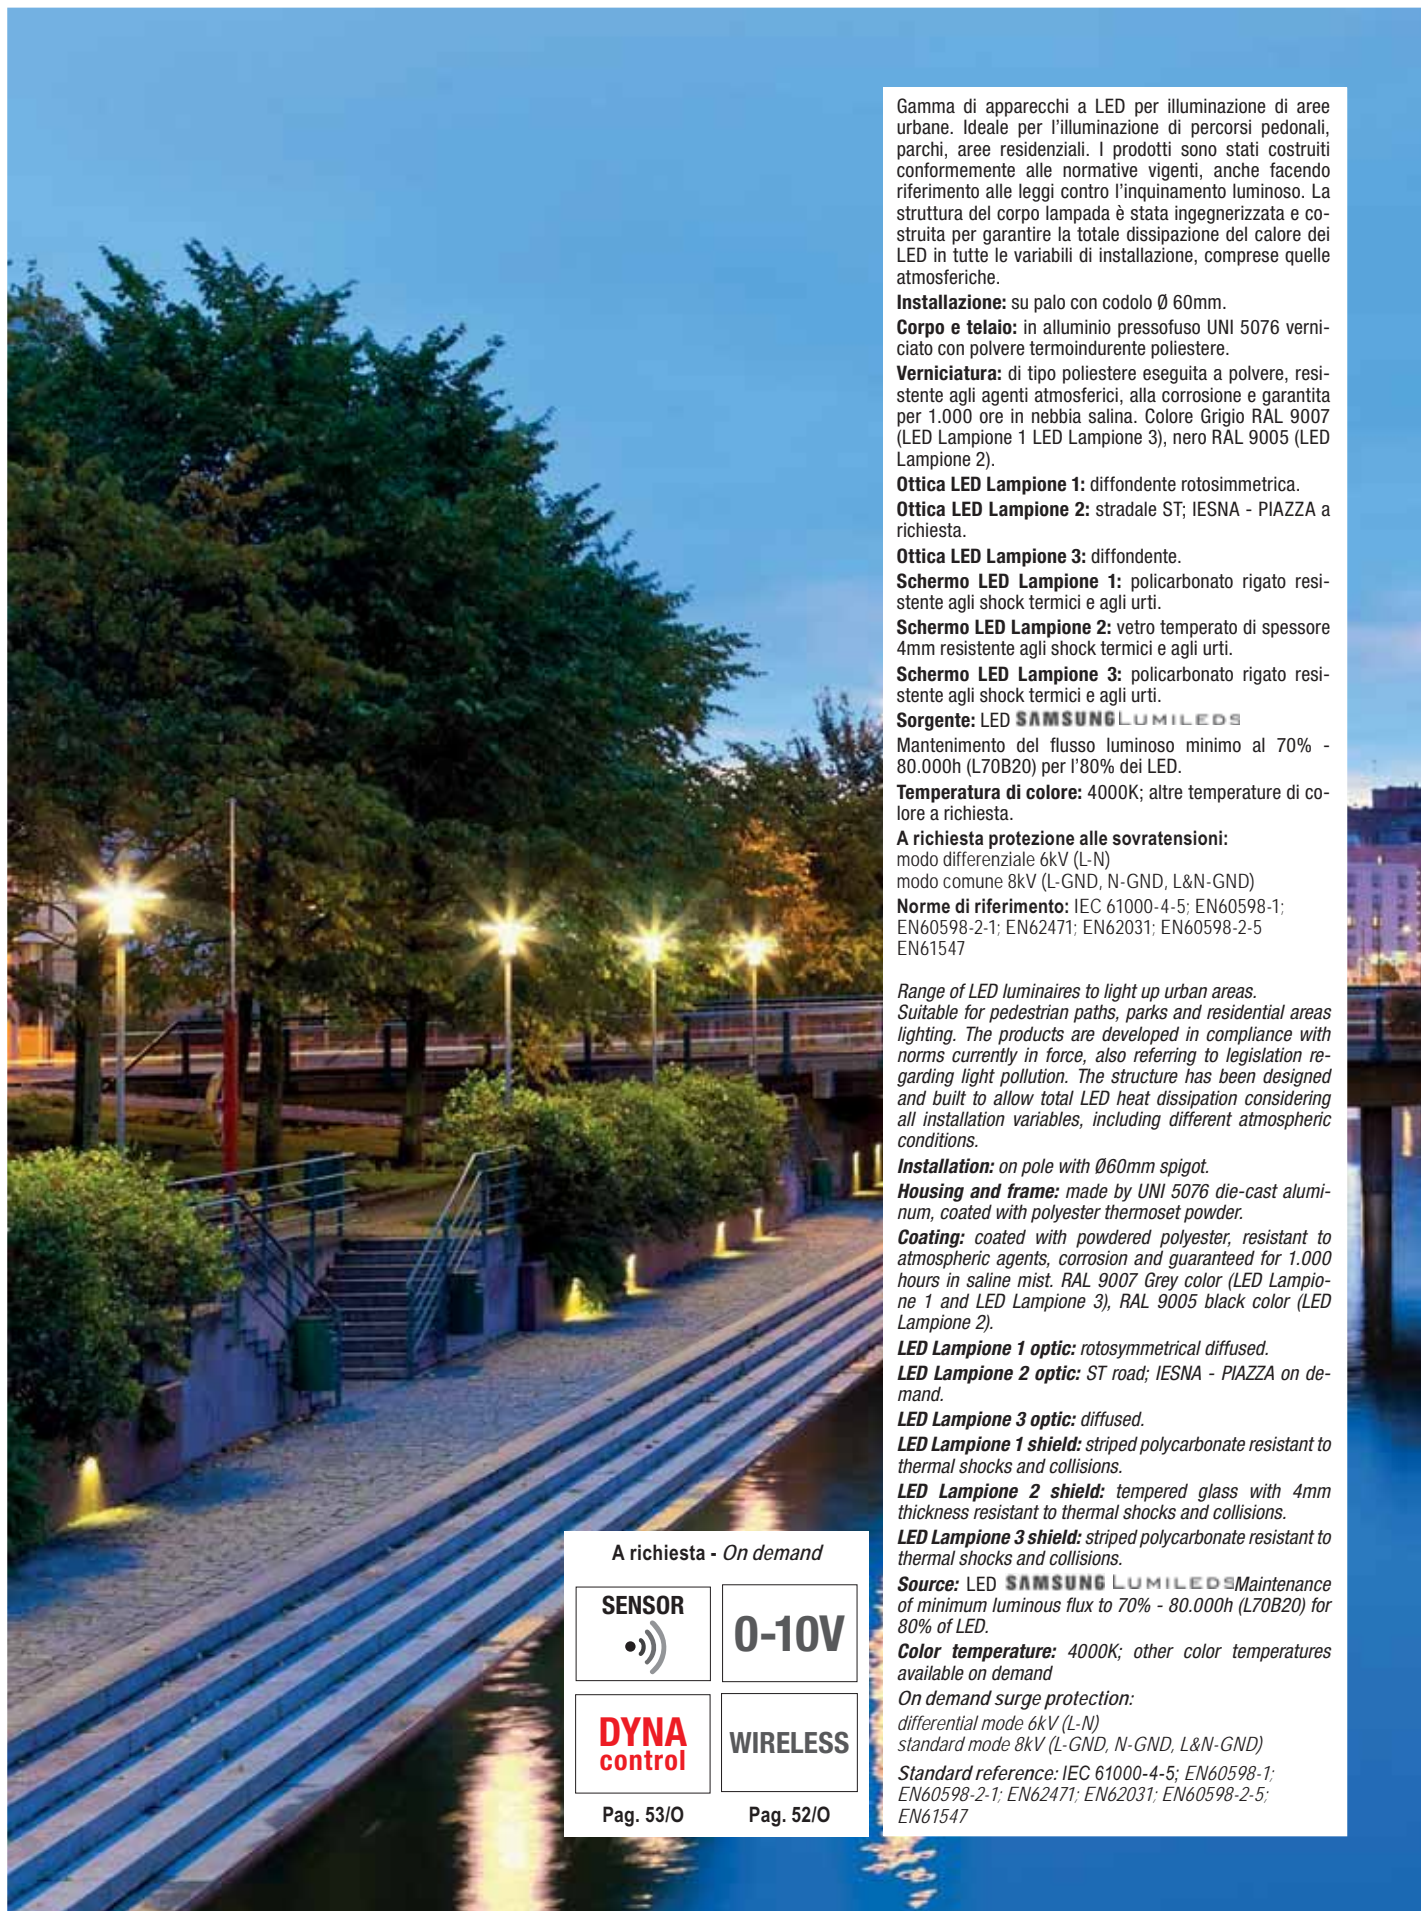 Gamma di apparecchi a LED per illuminazione di aree
urbane. Ideale per l'illuminazione di percorsi pedonali,
parchi, aree residenziali. I prodotti sono stati costruiti
conformemente alle normative vigenti, anche facendo
riferimento alle leggi contro l'inquinamento luminoso. La
struttura del corpo lampada è stata ingegnerizzata e co-
struita per garantire la totale dissipazione del calore dei
LED in tutte le variabili di installazione, comprese quelle
atmosferiche.
Installazione: su palo con codolo Ø 60mm.
Corpo e telaio: in alluminio pressofuso UNI 5076 verni-
ciato con polvere termoindurente poliestere.
Verniciatura: di tipo poliestere eseguita a polvere, resi-
stente agli agenti atmosferici, alla corrosione e garantita
per 1.000 ore in nebbia salina. Colore Grigio RAL 9007
(LED Lampione 1 LED Lampione 3), nero RAL 9005 (LED
Lampione 2).
Ottica LED Lampione 1: diffondente rotosimmetrica.
Ottica LED Lampione 2: stradale ST; IESNA - PIAZZA a
richiesta.
Ottica LED Lampione 3: diffondente.
Schermo LED Lampione 1: policarbonato rigato resi-
stente agli shock termici e agli urti.
Schermo LED Lampione 2: vetro temperato di spessore
4mm resistente agli shock termici e agli urti.
Schermo LED Lampione 3: policarbonato rigato resi-
stente agli shock termici e agli urti.
Sorgente: LED SAMSUNG LUMILEDS
Mantenimento del flusso luminoso minimo al 70% -
80.000h (L70B20) per l'80% dei LED.
Temperatura di colore: 4000K; altre temperature di co-
lore a richiesta.
A richiesta protezione alle sovratensioni:
modo differenziale 6kV (L-N)
modo comune 8kV (L-GND, N-GND, L&N-GND)
Norme di riferimento: IEC 61000-4-5; EN60598-1;
EN60598-2-1; EN62471; EN62031; EN60598-2-5
EN61547
Range of LED luminaires to light up urban areas.
Suitable for pedestrian paths, parks and residential areas
lighting. The products are developed in compliance with
norms currently in force, also referring to legislation re-
garding light pollution. The structure has been designed
and built to allow total LED heat dissipation considering
all installation variables, including different atmospheric
conditions.
Installation: on pole with Ø60mm spigot.
Housing and frame: made by UNI 5076 die-cast alumi-
num, coated with polyester thermoset powder.
Coating: coated with powdered polyester, resistant to
atmospheric agents, corrosion and guaranteed for 1.000
hours in saline mist. RAL 9007 Grey color (LED Lampio-
ne 1 and LED Lampione 3), RAL 9005 black color (LED
Lampione 2).
LED Lampione 1 optic: rotosymmetrical diffused.
LED Lampione 2 optic: ST road; IESNA - PIAZZA on de-
mand.
LED Lampione 3 optic: diffused.
LED Lampione 1 shield: striped polycarbonate resistant to
thermal shocks and collisions.
LED Lampione 2 shield: tempered glass with 4mm
thickness resistant to thermal shocks and collisions.
LED Lampione 3 shield: striped polycarbonate resistant to
thermal shocks and collisions.
Source: LED SAMSUNG LUMILEDS Maintenance
of minimum luminous flux to 70% - 80.000h (L70B20) for
80% of LED.
Color temperature: 4000K; other color temperatures
available on demand
On demand surge protection:
differential mode 6kV (L-N)
standard mode 8kV (L-GND, N-GND, L&N-GND)
Standard reference: IEC 61000-4-5; EN60598-1;
EN60598-2-1; EN62471; EN62031; EN60598-2-5;
EN61547
A richiesta - On demand
SENSOR
0-10V
DYNA
control
WIRELESS
Pag. 53/O
Pag. 52/O